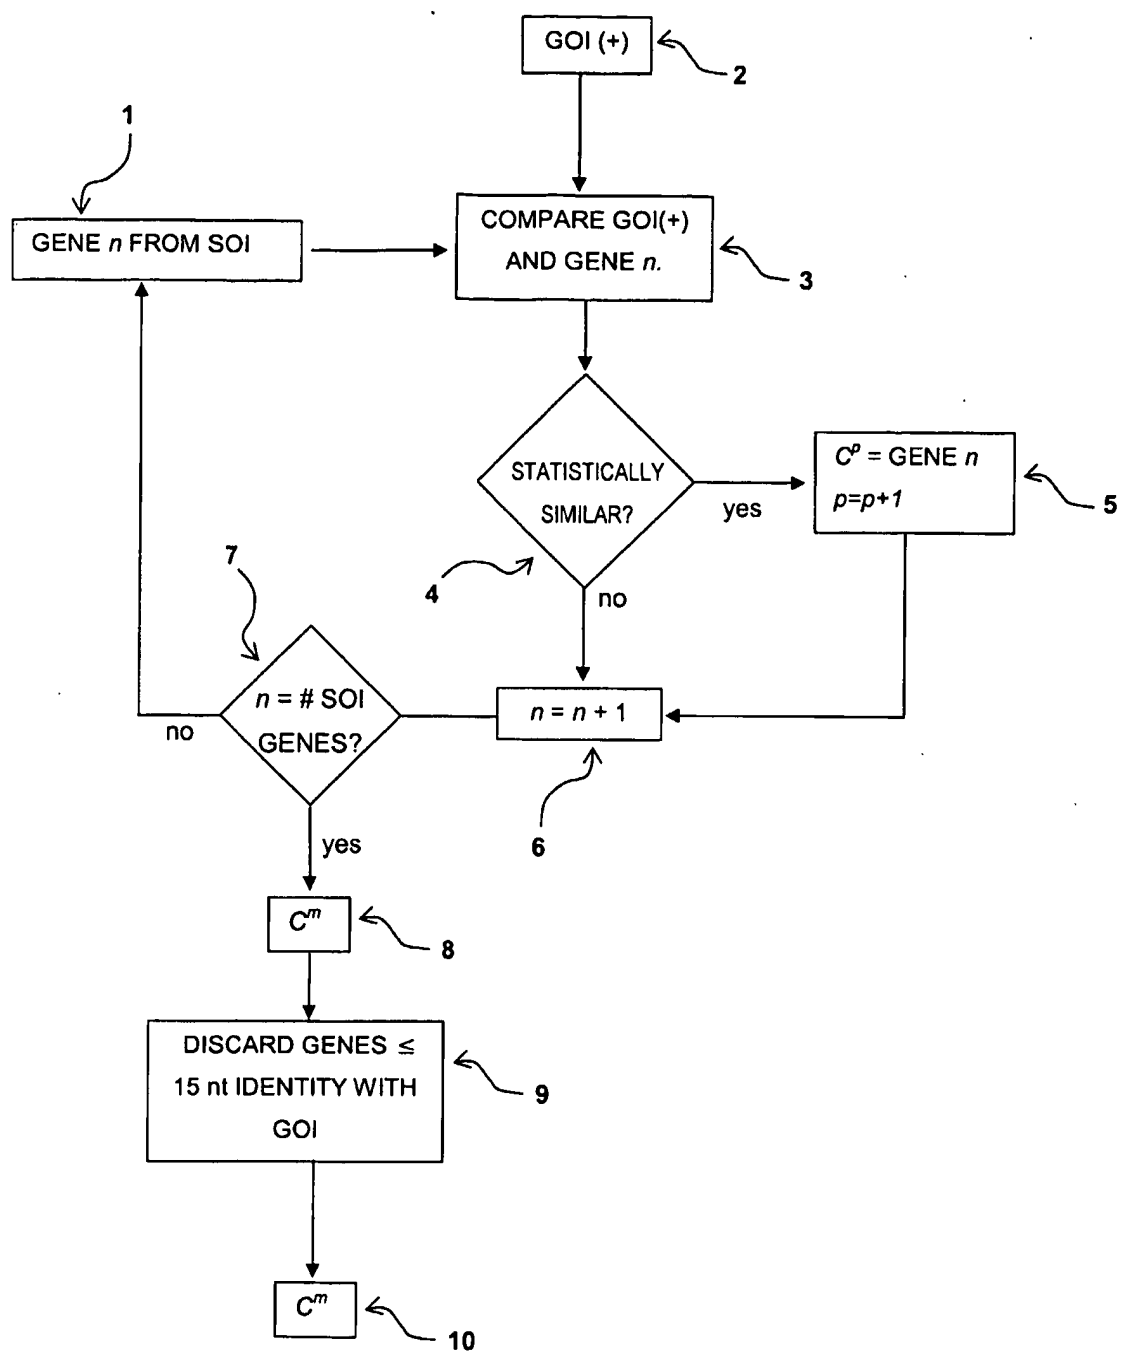 GOI (+)
2
1
GENE n FROM SOI
COMPARE GOI(+)
AND GENE n.
3
STATISTICALLY
SIMILAR?
yes
4
no
C^p = GENE n
p=p+1
5
7
n = # SOI
GENES?
no
yes
n = n + 1
6
C^m
8
DISCARD GENES ≤
15 nt IDENTITY WITH
GOI
9
C^m
10